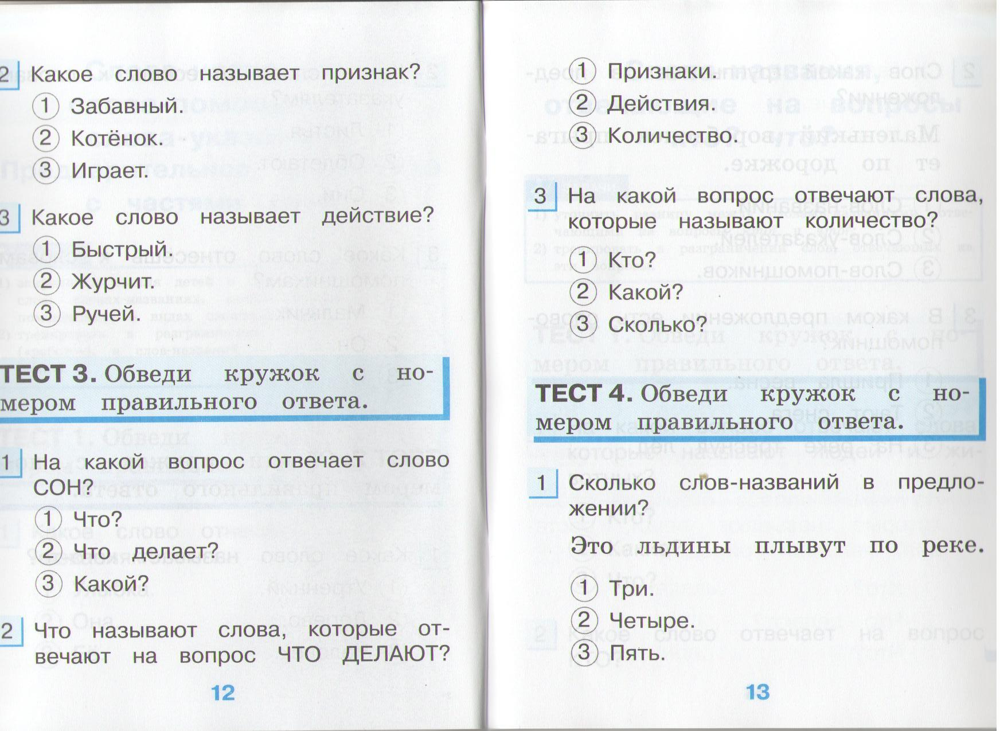 2 Какое слово называет признак?
1 Забавный.
2 Котёнок.
3 Играет.
3 Какое слово называет действие?
1 Быстрый.
2 Журчит.
3 Ручей.
ТЕСТ 3. Обведи кружок с но-
мером правильного ответа.
1 На какой вопрос отвечает слово
СОН?
1 Что?
2 Что делает?
3 Какой?
2 Что называют слова, которые от-
вечают на вопрос ЧТО ДЕЛАЮТ?
12
1 Признаки.
2 Действия.
3 Количество.
3 На какой вопрос отвечают слова,
которые называют количество?
1 Кто?
2 Какой?
3 Сколько?
ТЕСТ 4. Обведи кружок с но-
мером правильного ответа.
1 Сколько слов-названий в предло-
жении?
Это льдины плывут по реке.
1 Три.
2 Четыре.
3 Пять.
13